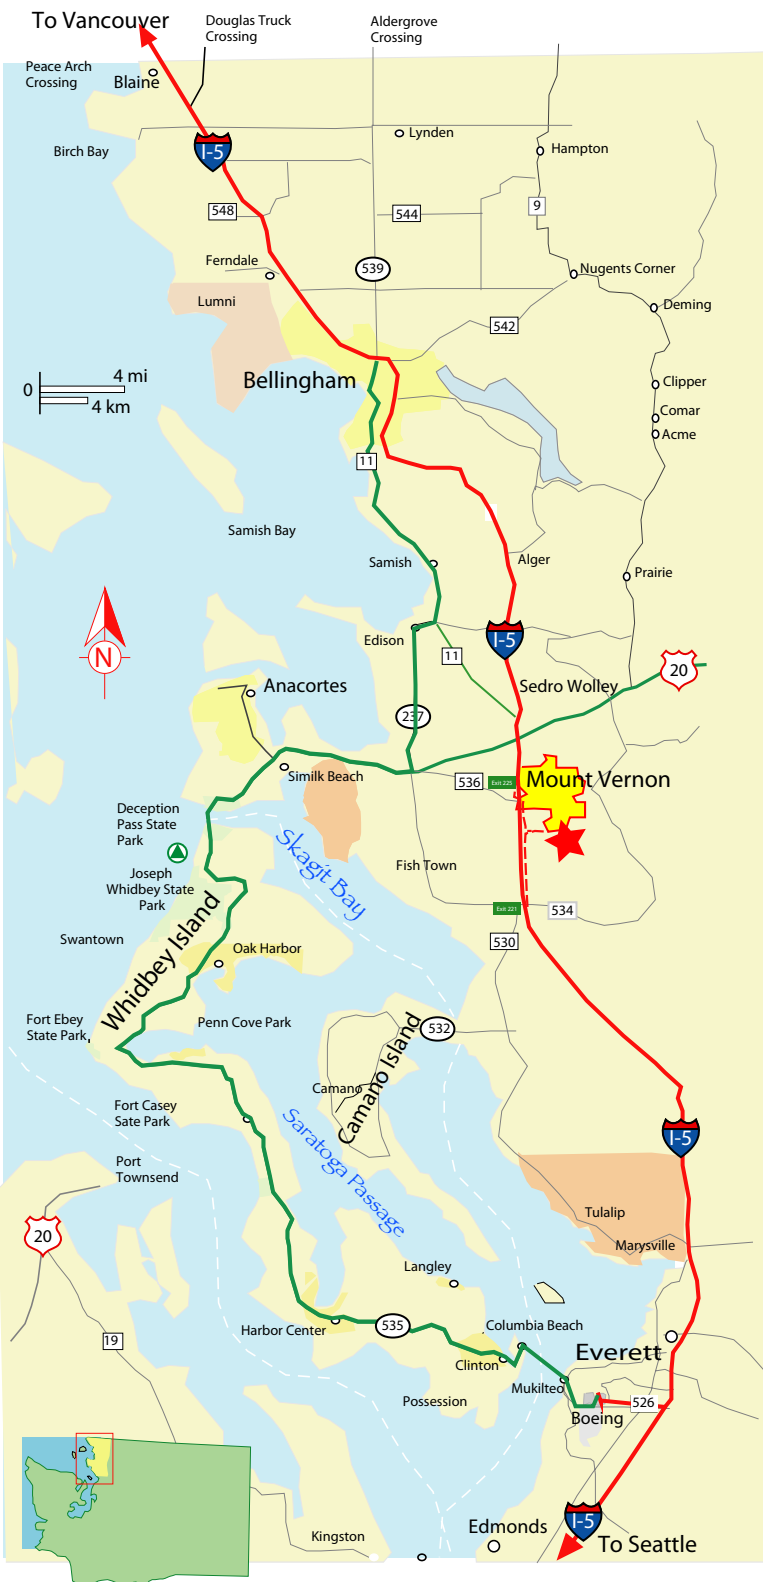 To Vancouver
Douglas Truck
Crossing
Aldergrove
Crossing
Peace Arch
Crossing
Blaine
Lynden
Birch Bay
I-5
Hampton
548
544
9
Ferndale
539
Nugents Corner
Lumni
Deming
542
0
4 mi
4 km
Bellingham
Clipper
Comar
Acme
11
Samish Bay
Samish
Alger
Prairie
N
Edison
I-5
11
20
Anacortes
Sedro Wolley
237
Similk Beach
536
Exit 225
Mount Vernon
Deception
Pass State
Park
Skagit Bay
Fish Town
Joseph
Whidbey State
Park
Exit 221
534
530
Swantown
Whidbey Island
Oak Harbor
Fort Ebey
State Park
Penn Cove Park
532
Camano Island
Camano
Fort Casey
Sate Park
Saratoga Passage
I-5
Port
Townsend
Tulalip
20
Marysville
Langley
19
Harbor Center
535
Columbia Beach
Everett
Clinton
Mukilteo
Possession
526
Boeing
I-5
Kingston
Edmonds
To Seattle